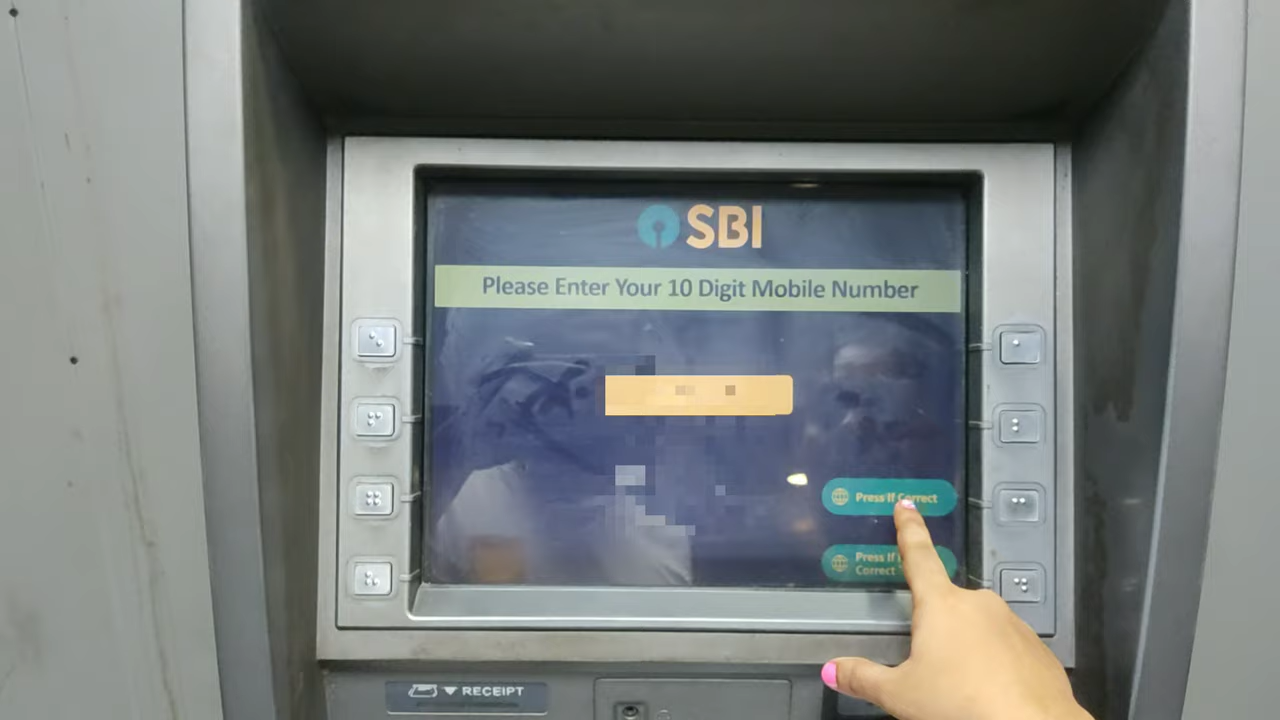 SBI
Please Enter Your 10 Digit Mobile Number
Press If Correct
Press If
Correct
RECEIPT